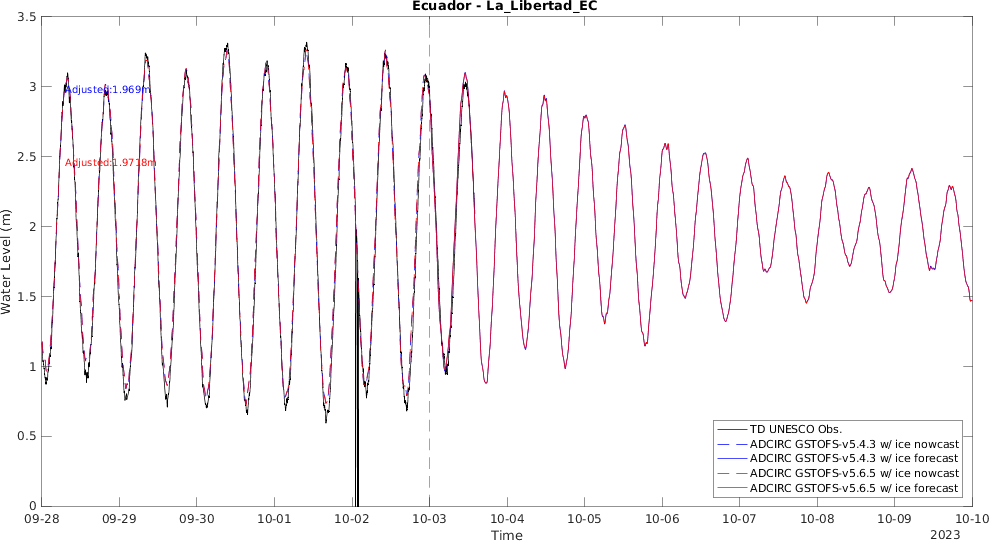 Ecuador - La_Libertad_EC
3.5
3
2.5
2
1.5
1
0.5
0
Water Level (m)
Adjusted:1.969m
Adjusted:1.9718m
TD UNESCO Obs.
ADCIRC GSTOFS-v5.4.3 w/ ice nowcast
ADCIRC GSTOFS-v5.4.3 w/ ice forecast
ADCIRC GSTOFS-v5.6.5 w/ ice nowcast
ADCIRC GSTOFS-v5.6.5 w/ ice forecast
09-28 09-29 09-30 10-01 10-02 10-03 10-04 10-05 10-06 10-07 10-08 10-09 10-10
Time
2023